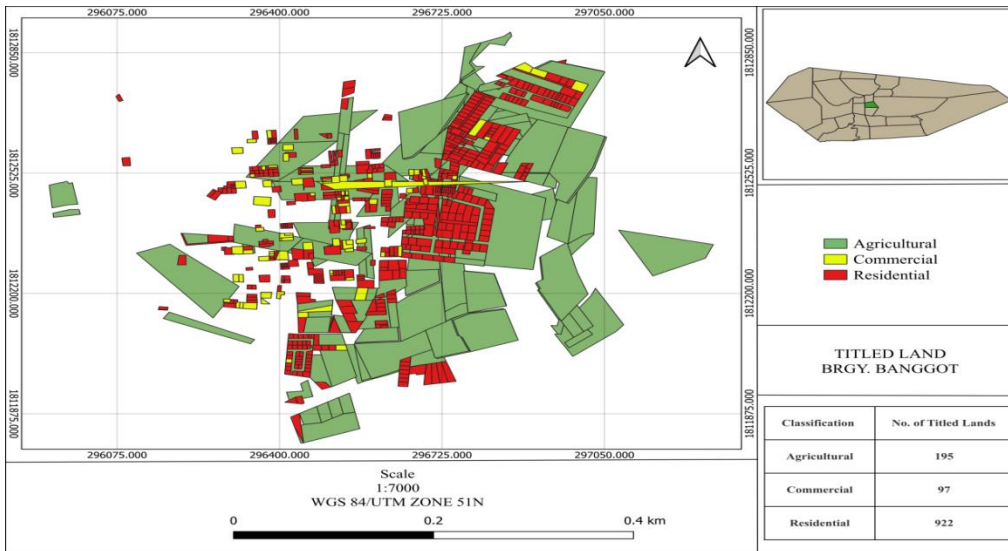 296075.000 296400.000 296725.000 297050.000
1812850.000 1812850.000
1812525.000 1812525.000
1812200.000 1812200.000
1811875.000 1811875.000
296075.000 296400.000 296725.000 297050.000
Agricultural
Commercial
Residential
TITLED LAND
BRGY. BANGGOT
Classification No. of Titled Lands
Agricultural 195
Commercial 97
Residential 922
Scale
1:7000
WGS 84/UTM ZONE 51N
0 0.2 0.4 km